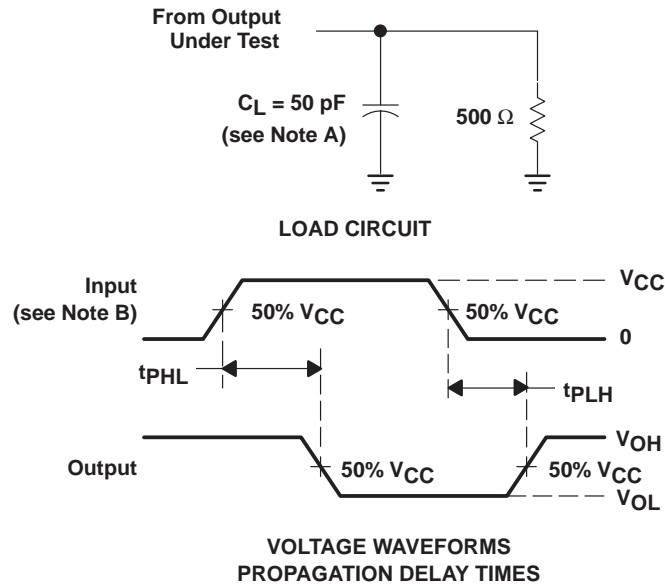 From Output
Under Test
C_L = 50 pF
(see Note A)
500 Ω
LOAD CIRCUIT
Input
(see Note B)
50% V_CC
50% V_CC
V_CC
0
t_PHL
t_PLH
Output
50% V_CC
50% V_CC
V_OH
V_OL
VOLTAGE WAVEFORMS
PROPAGATION DELAY TIMES